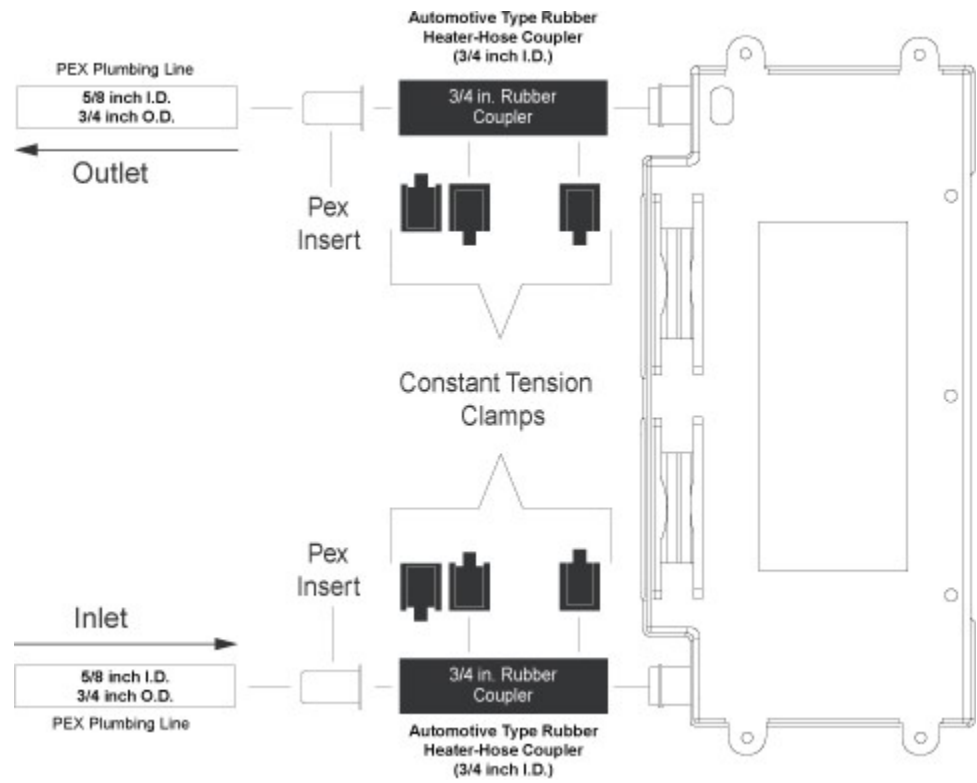 Automotive Type Rubber
Heater-Hose Coupler
(3/4 inch I.D.)
PEX Plumbing Line
5/8 inch I.D.
3/4 inch O.D.
3/4 in. Rubber
Coupler
Outlet
Pex
Insert
Constant Tension
Clamps
Pex
Insert
Inlet
5/8 inch I.D.
3/4 inch O.D.
PEX Plumbing Line
3/4 in. Rubber
Coupler
Automotive Type Rubber
Heater-Hose Coupler
(3/4 inch I.D.)